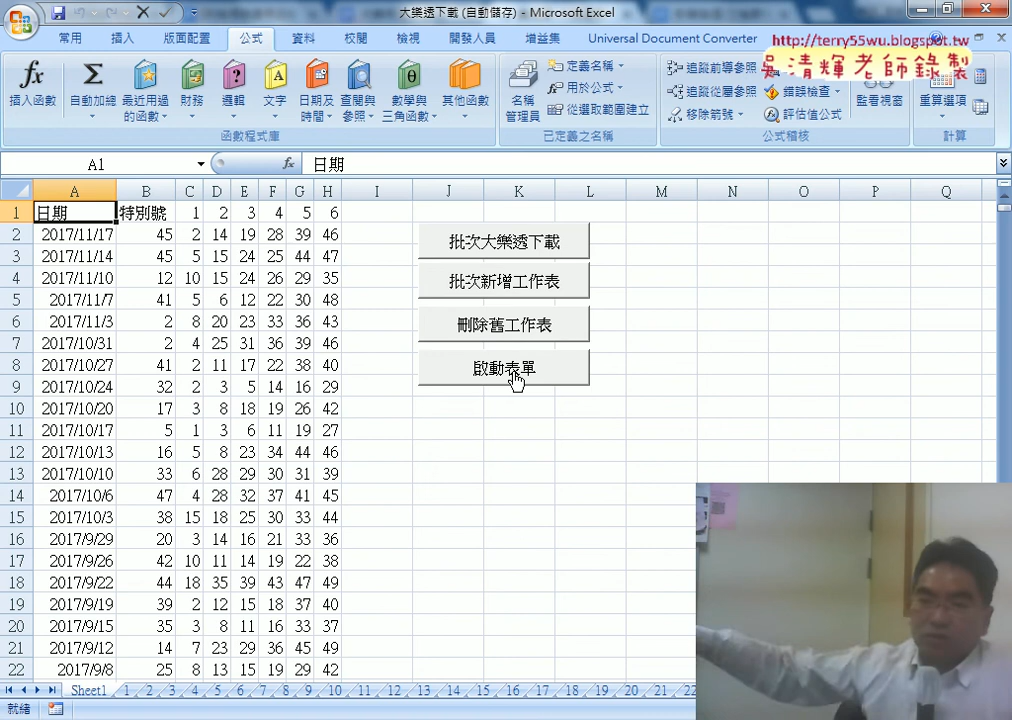 大樂透下載 (自動儲存) - Microsoft Excel
常用 插入 版面配置 公式 資料 校閱 檢視 開發人員 增益集 Universal Document Converter
http://terry55wu.blogspot.tw
吳清輝老師錄製
插入函數 自動加總 最近用過的函數 財務 邏輯 文字 日期及時間 查閱與參照 數學與三角函數 其他函數
函數程式庫
名稱管理員 定義名稱 用於公式 從選取範圍建立
已定義之名稱
追蹤前導參照 追蹤從屬參照 移除箭號 錯誤檢查 評估值公式 監看視窗
公式稽核
重算選項
計算
A1 fx 日期
A B C D E F G H I J K L M N O P Q
1 日期 特別號 1 2 3 4 5 6
2 2017/11/17 45 2 14 19 28 39 46
3 2017/11/14 45 5 15 24 25 44 47
4 2017/11/10 12 10 15 24 26 29 35
5 2017/11/7 41 5 6 12 22 30 48
6 2017/11/3 2 8 20 23 33 36 43
7 2017/10/31 2 4 25 31 36 39 46
8 2017/10/27 41 2 11 17 22 38 40
9 2017/10/24 32 2 3 5 14 16 29
10 2017/10/20 17 3 8 18 19 26 42
11 2017/10/17 5 1 3 6 11 19 27
12 2017/10/13 16 5 8 23 34 44 46
13 2017/10/10 33 6 28 29 30 31 39
14 2017/10/6 47 4 28 32 37 41 45
15 2017/10/3 38 15 18 25 30 33 44
16 2017/9/29 20 3 14 16 21 33 36
17 2017/9/26 42 10 11 14 19 22 38
18 2017/9/22 44 18 35 39 43 47 49
19 2017/9/19 39 2 12 15 18 37 40
20 2017/9/15 35 3 8 11 16 33 37
21 2017/9/12 14 7 23 29 36 45 49
22 2017/9/8 25 8 13 15 19 29 42
批次大樂透下載
批次新增工作表
刪除舊工作表
啟動表單
Sheet1 1 2 3 4 5 6 7 8 9 10 11 12 13 14 15 16 17 18 19 20 21 22
就緒